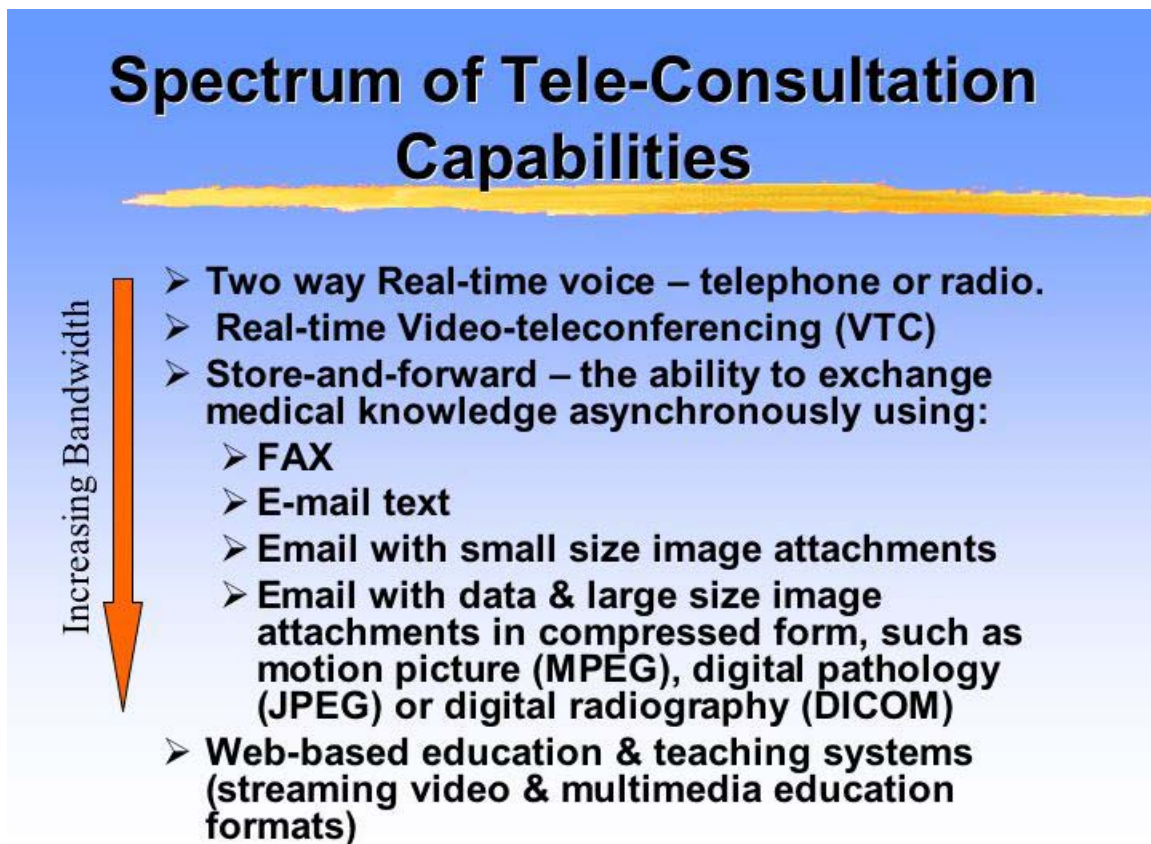 Spectrum of Tele-Consultation
Capabilities
Increasing Bandwidth
➢ Two way Real-time voice – telephone or radio.
➢ Real-time Video-teleconferencing (VTC)
➢ Store-and-forward – the ability to exchange
medical knowledge asynchronously using:
➢ FAX
➢ E-mail text
➢ Email with small size image attachments
➢ Email with data & large size image
attachments in compressed form, such as
motion picture (MPEG), digital pathology
(JPEG) or digital radiography (DICOM)
➢ Web-based education & teaching systems
(streaming video & multimedia education
formats)